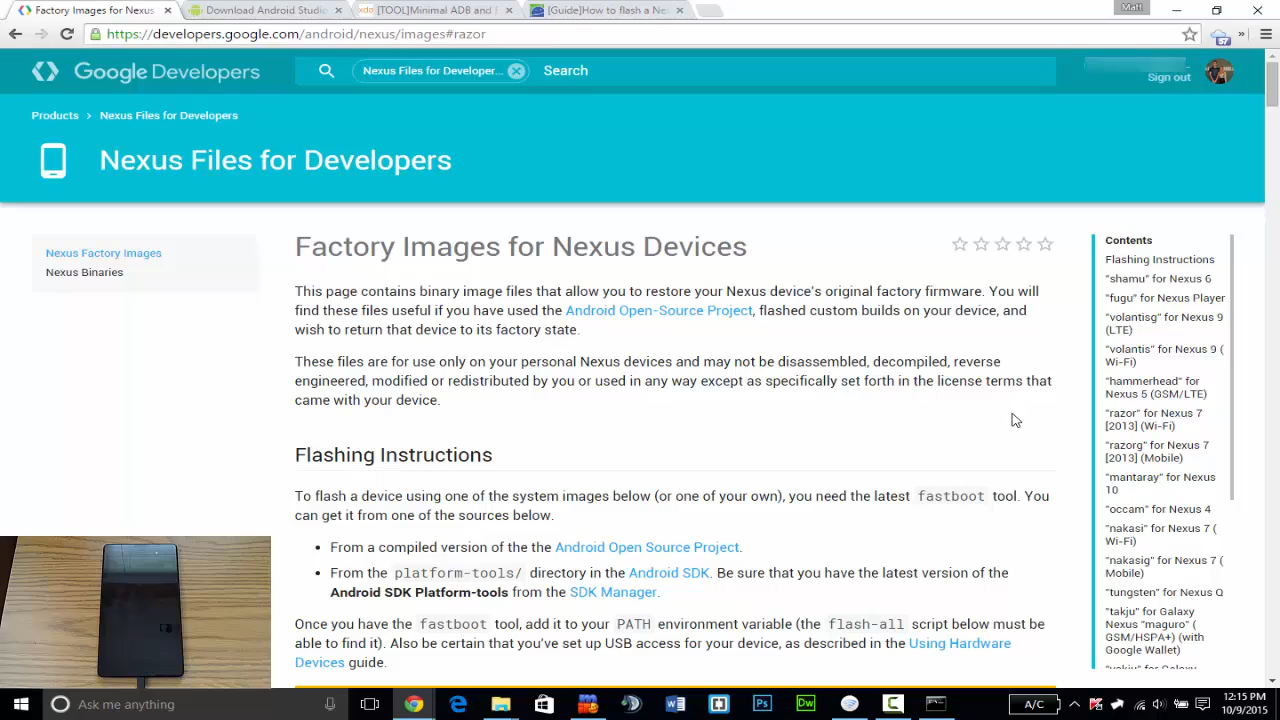 Factory Images for Nexus
Download Android Studio
[TOOL]Minimal ADB and f
[Guide]How to flash a Ne
Matt
https://developers.google.com/android/nexus/images#razor
57
Google Developers
Nexus Files for Developer...
Search
Sign out
Products > Nexus Files for Developers
Nexus Files for Developers
Nexus Factory Images
Nexus Binaries
Factory Images for Nexus Devices
This page contains binary image files that allow you to restore your Nexus device's original factory firmware. You will
find these files useful if you have used the Android Open-Source Project, flashed custom builds on your device, and
wish to return that device to its factory state.
These files are for use only on your personal Nexus devices and may not be disassembled, decompiled, reverse
engineered, modified or redistributed by you or used in any way except as specifically set forth in the license terms that
came with your device.
Flashing Instructions
To flash a device using one of the system images below (or one of your own), you need the latest fastboot tool. You
can get it from one of the sources below.
• From a compiled version of the the Android Open Source Project.
• From the platform-tools/ directory in the Android SDK. Be sure that you have the latest version of the
Android SDK Platform-tools from the SDK Manager.
Once you have the fastboot tool, add it to your PATH environment variable (the flash-all script below must be
able to find it). Also be certain that you've set up USB access for your device, as described in the Using Hardware
Devices guide.
Contents
Flashing Instructions
"shamu" for Nexus 6
"fugu" for Nexus Player
"volantisg" for Nexus 9
(LTE)
"volantis" for Nexus 9 (
Wi-Fi)
"hammerhead" for
Nexus 5 (GSM/LTE)
"razor" for Nexus 7
[2013] (Wi-Fi)
"razorg" for Nexus 7
[2013] (Mobile)
"mantaray" for Nexus
10
"occam" for Nexus 4
"nakasi" for Nexus 7 (
Wi-Fi)
"nakasig" for Nexus 7 (
Mobile)
"tungsten" for Nexus Q
"takju" for Galaxy
Nexus "maguro" (
GSM/HSPA+) (with
Google Wallet)
"yakju" for Galaxy
Ask me anything
A/C
12:15 PM
10/9/2015